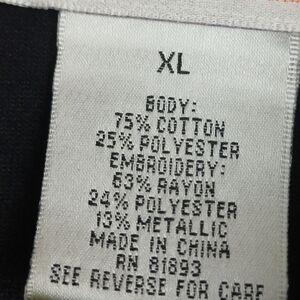 XL
BODY:
75% COTTON
25% POLYESTER
EMBROIDERY:
63% RAYON
24% POLYESTER
13% METALLIC
MADE IN CHINA
RN 81893
SEE REVERSE FOR CARE